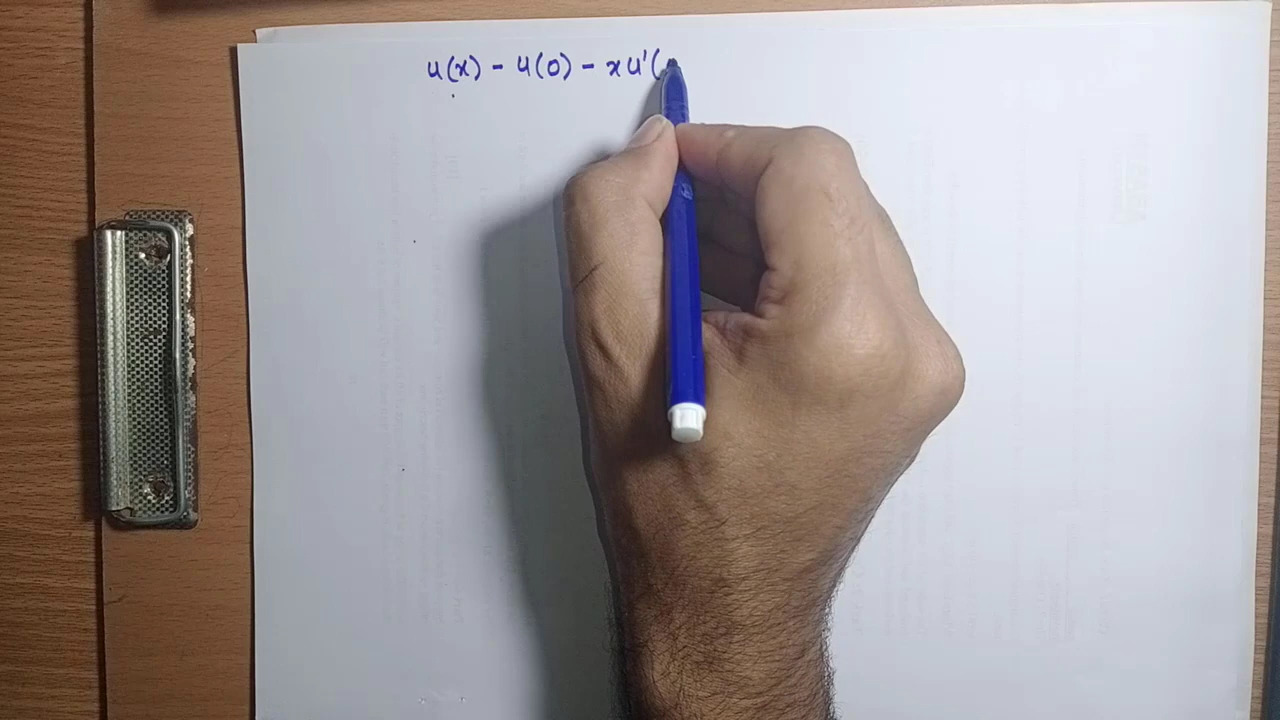 u(x) - u(0) - xu'(